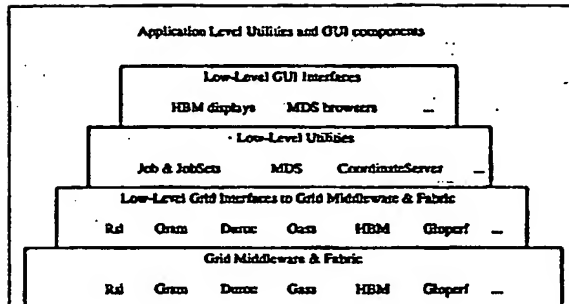 Application Level Utilities and GUI components
Low-Level GUI Interfaces
HBM displays MDS browsers ...
Low-Level Utilities
Job & JobSets MDS CoordinateServer ...
Low-Level Grid Interfaces to Grid Middleware & Fabric
Rsl Gram Duroc Gass HBM Gloperf ...
Grid Middleware & Fabric
Rsl Gram Duroc Gass HBM Gloperf ...